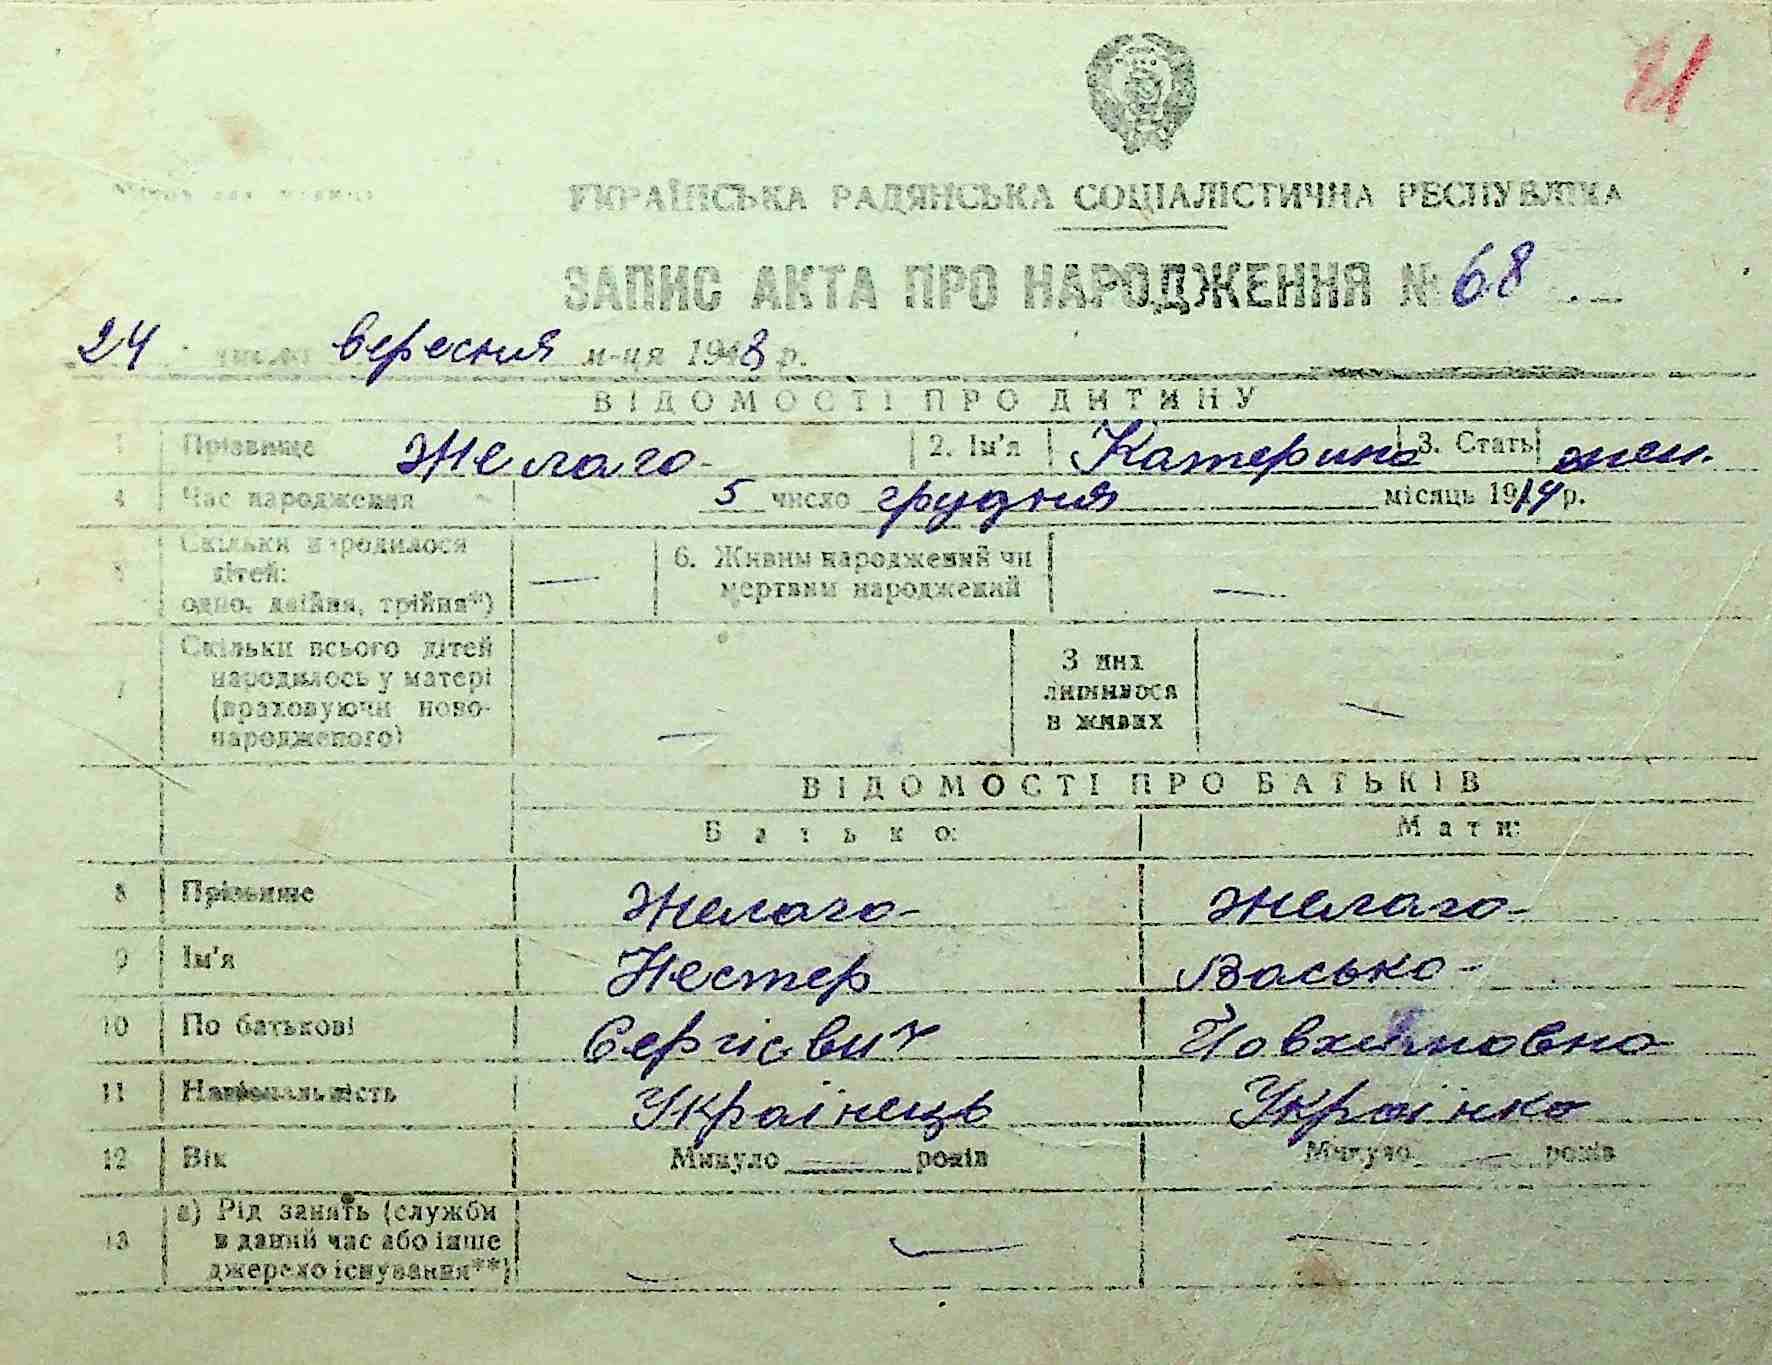 УКРАЇНСЬКА РАДЯНСЬКА СОЦІАЛІСТИЧНА РЕСПУБЛІКА
ЗАПИС АКТА ПРО НАРОДЖЕННЯ № 68
24 число вересня м-ця 1948 р.
ВІДОМОСТІ ПРО ДИТИНУ
1 Прізвище Желаго 2. Ім'я Катерина 3. Стать жен.
4 Час народження 5 число грудня місяць 1914 р.
5 Скільки народилося дітей: одно, двійня, трійня*) — 6. Живим народжений чи мертвим народжений —
7 Скільки всього дітей народилось у матері (враховуючи новонародженого) — З них лишилося в живих —
ВІДОМОСТІ ПРО БАТЬКІВ
Батько: Мати:
8 Прізвище Желаго Желаго
9 Ім'я Нестер Васька
10 По батькові Сергієвич
11 Національність Українець Українка
12 Вік Минуло — років Минуло — років
13 а) Рід занять (служби в даний час або інше джерело існування**) — —